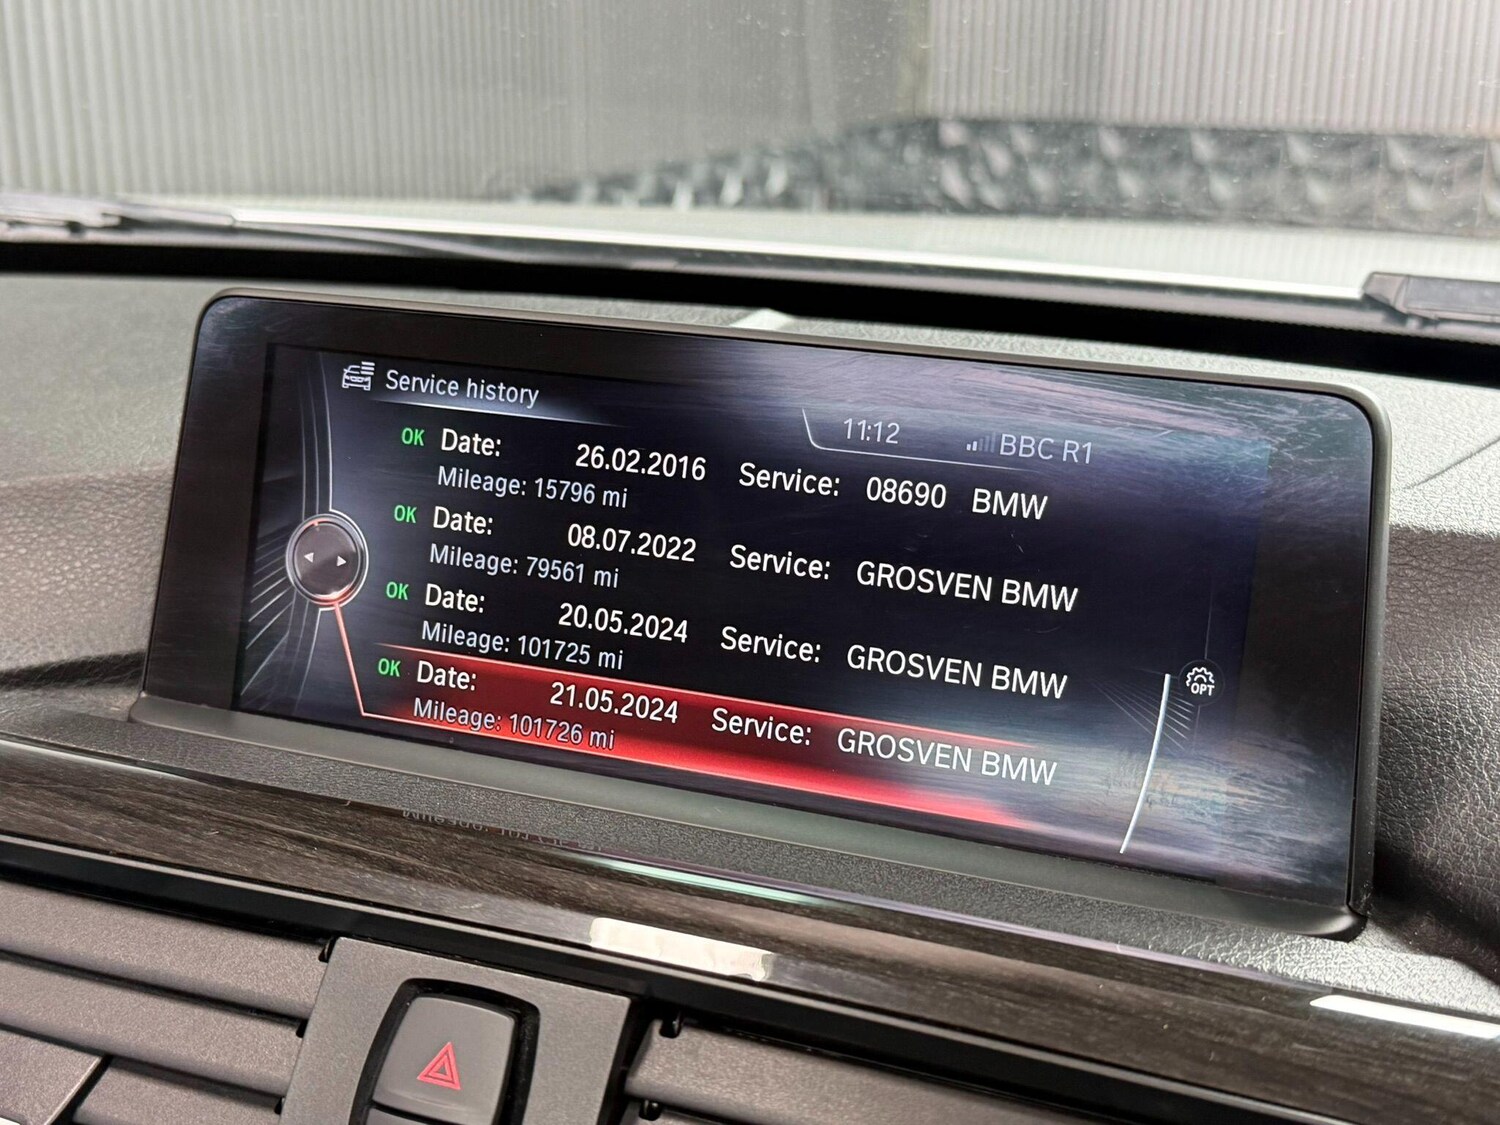 Service history
11:12 BBC R1
OK Date: 26.02.2016 Service: 08690 BMW
Mileage: 15796 mi
OK Date: 08.07.2022 Service: GROSVEN BMW
Mileage: 79561 mi
OK Date: 20.05.2024 Service: GROSVEN BMW
Mileage: 101725 mi
OK Date: 21.05.2024 Service: GROSVEN BMW
Mileage: 101726 mi
OPT